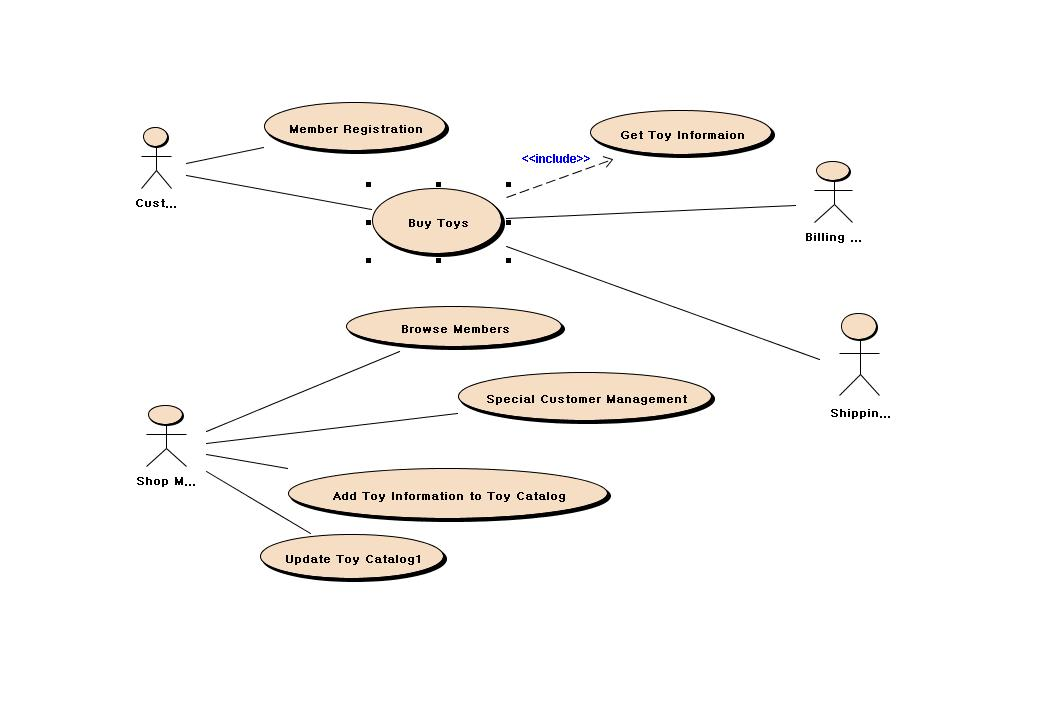 Member Registration
Get Toy Informaion
<<include>>
Cust...
Buy Toys
Billing ...
Browse Members
Special Customer Management
Shippin...
Shop M...
Add Toy Information to Toy Catalog
Update Toy Catalog1